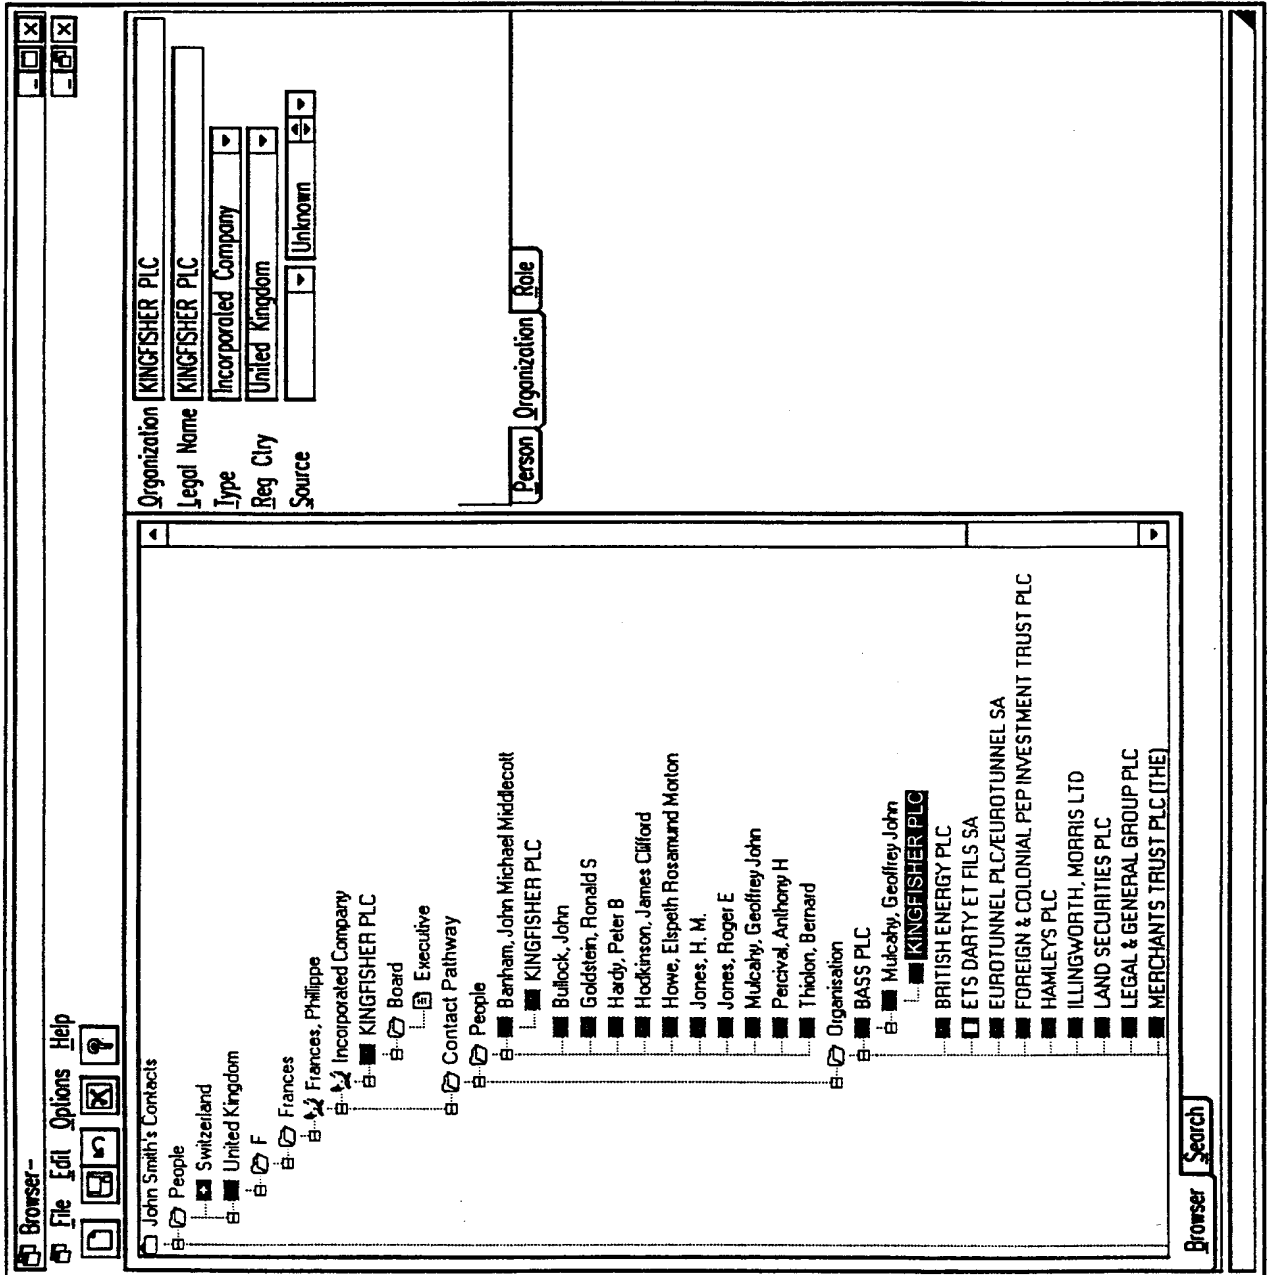 Browser-
File Edit Options Help
John Smith's Contacts
People
Switzerland
United Kingdom
F
Frances
Frances, Phillippe
Incorporated Company
KINGFISHER PLC
Board
Executive
Contact Pathway
People
Banham, John Michael Middlecott
KINGFISHER PLC
Bullock, John
Goldstein, Ronald S
Hardy, Peter B
Hodkinson, James Clifford
Howe, Elspeth Rosamund Morton
Jones, H. M.
Jones, Roger E
Mulcahy, Geoffrey John
Percival, Anthony H
Thiolon, Bernard
Organisation
BASS PLC
Mulcahy, Geoffrey John
KINGFISHER PLC
BRITISH ENERGY PLC
ETS DARTY ET FILS SA
EUROTUNNEL PLC/EUROTUNNEL SA
FOREIGN & COLONIAL PEP INVESTMENT TRUST PLC
HAMLEYS PLC
ILLINGWORTH, MORRIS LTD
LAND SECURITIES PLC
LEGAL & GENERAL GROUP PLC
MERCHANTS TRUST PLC (THE)
Browser Search
Organization KINGFISHER PLC
Legal Name KINGFISHER PLC
Type Incorporated Company
Reg Ctry United Kingdom
Source Unknown
Person Organization Role